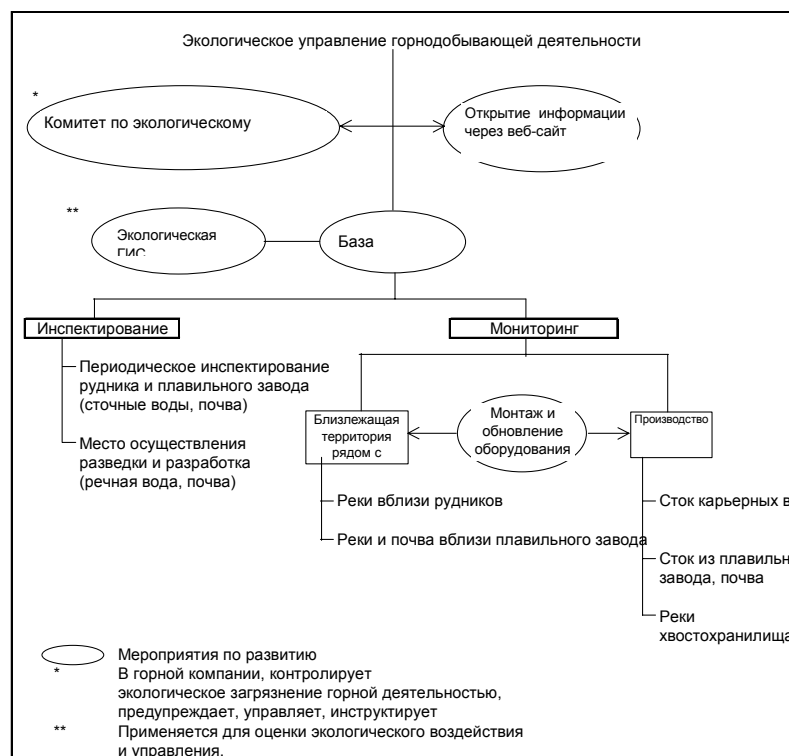 Экологическое управление горнодобывающей деятельности
*
Комитет по экологическому
Открытие информации
через веб-сайт
**
Экологическая
ГИС
База
Инспектирование
Мониторинг
Периодическое инспектирование
рудника и плавильного завода
(сточные воды, почва)
Место осуществления
разведки и разработка
(речная вода, почва)
Близлежащая
территория
рядом с
Монтаж и
обновление
оборудования
Производство
Реки вблизи рудников
Реки и почва вблизи плавильного завода
Сток карьерных в
Сток из плавильн
завода, почва
Реки
хвостохранилища
Мероприятия по развитию
* В горной компании, контролирует
экологическое загрязнение горной деятельностью,
предупреждает, управляет, инструктирует
** Применяется для оценки экологического воздействия
и управления.